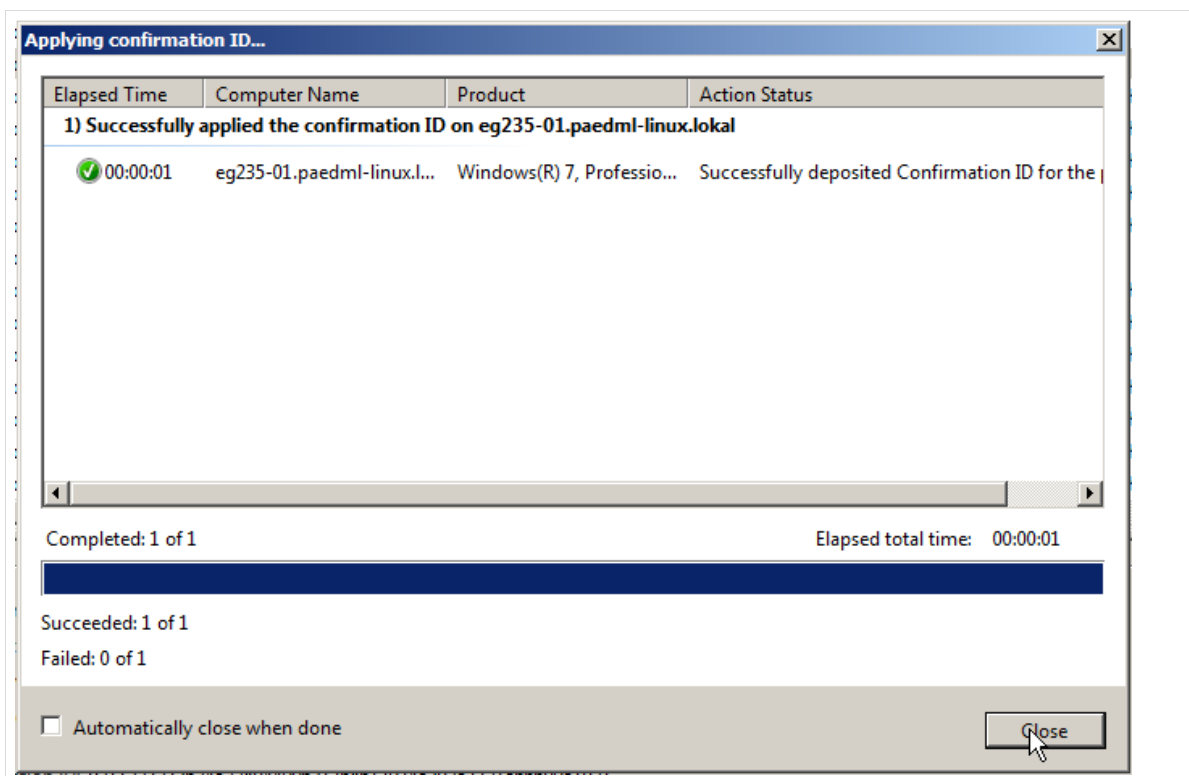 Applying confirmation ID...
Elapsed Time Computer Name Product Action Status
1) Successfully applied the confirmation ID on eg235-01.paedml-linux.lokal
00:00:01 eg235-01.paedml-linux.l... Windows(R) 7, Professio... Successfully deposited Confirmation ID for the
Completed: 1 of 1 Elapsed total time: 00:00:01
Succeeded: 1 of 1
Failed: 0 of 1
Automatically close when done Close